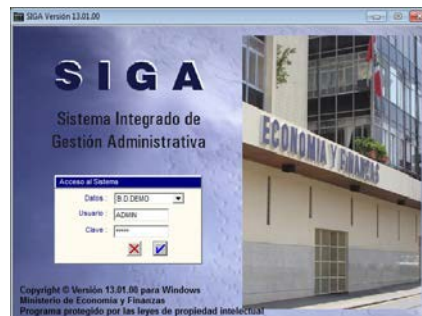 SIGA Versión 13.01.00
SIGA
Sistema Integrado de
Gestión Administrativa
ECONOMIA Y FINANZAS
Acceso al Sistema
Datos : B.D.DEMO
Usuario : ADMIN
Clave : *****
Copyright © Versión 13.01.00 para Windows
Ministerio de Economía y Finanzas
Programa protegido por las leyes de propiedad intelectual